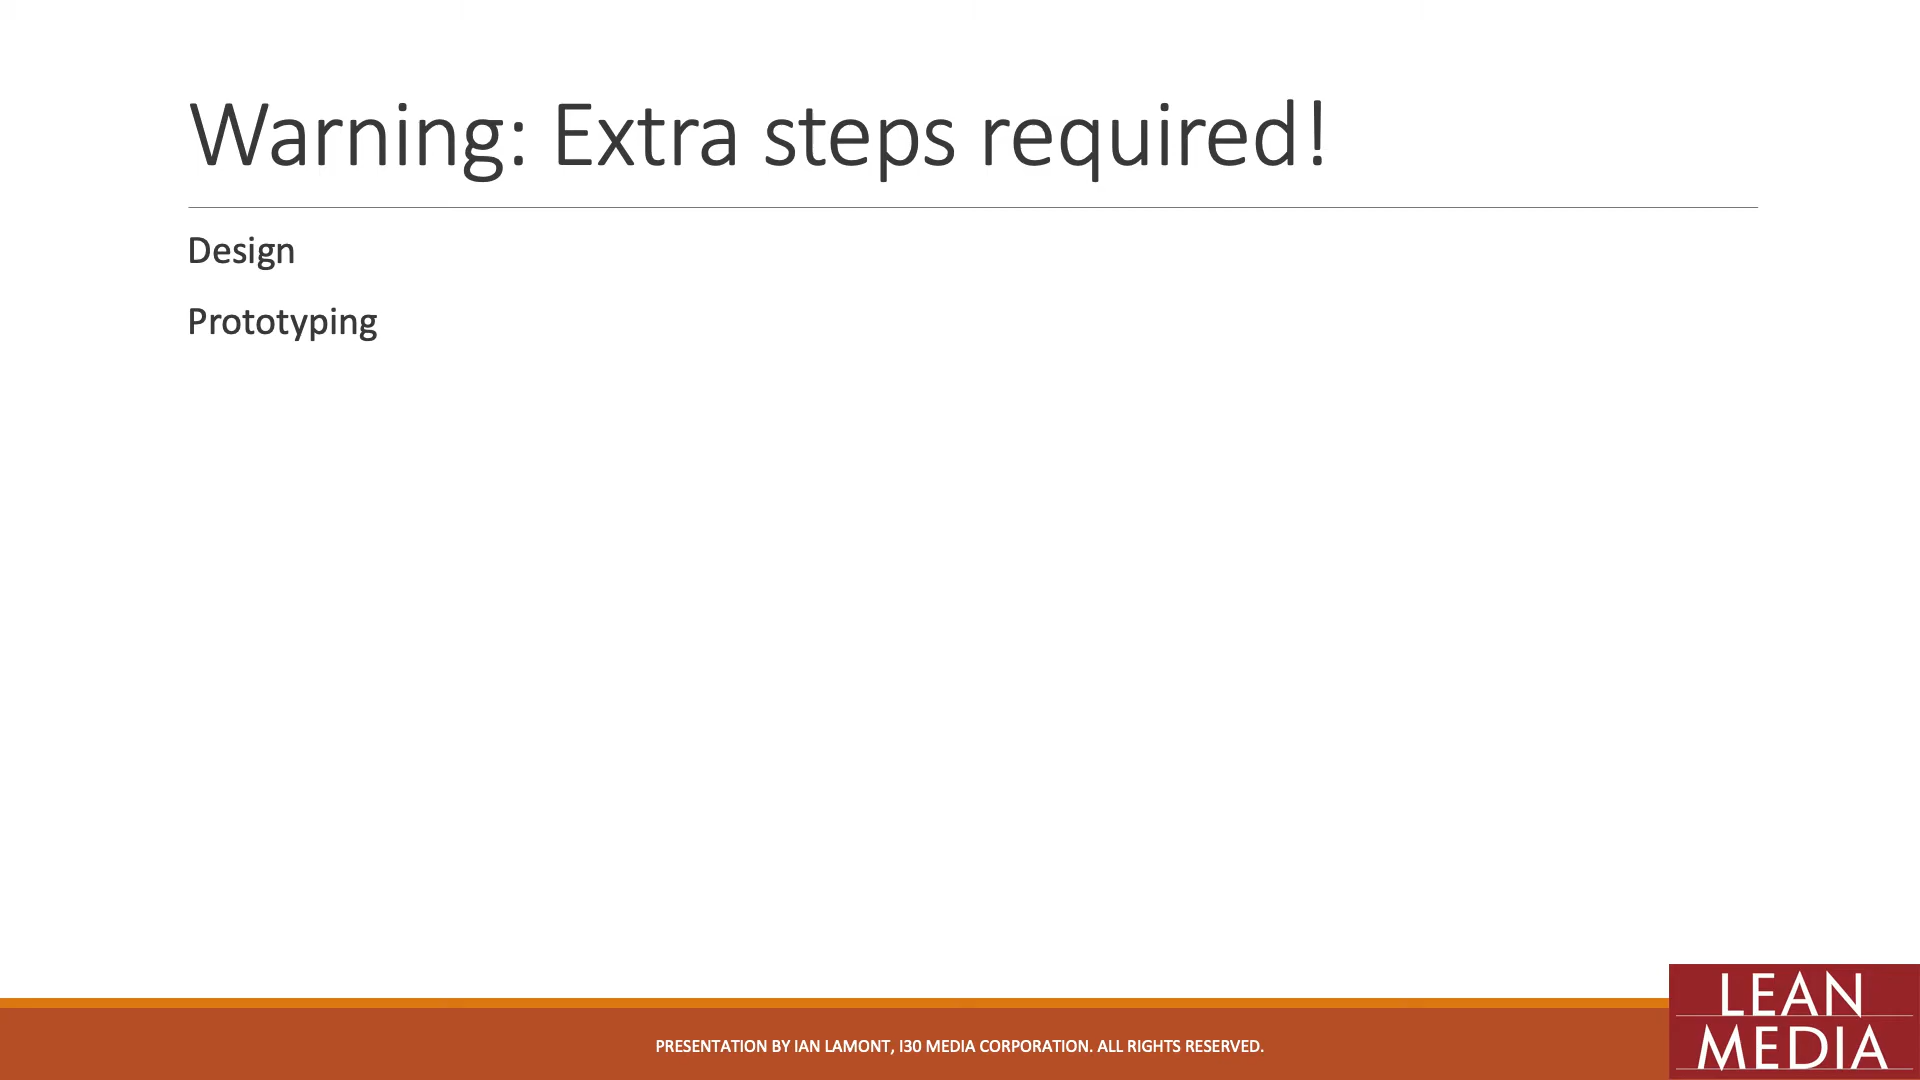 Warning: Extra steps required!
Design
Prototyping
PRESENTATION BY IAN LAMONT, I30 MEDIA CORPORATION. ALL RIGHTS RESERVED.
LEAN
MEDIA